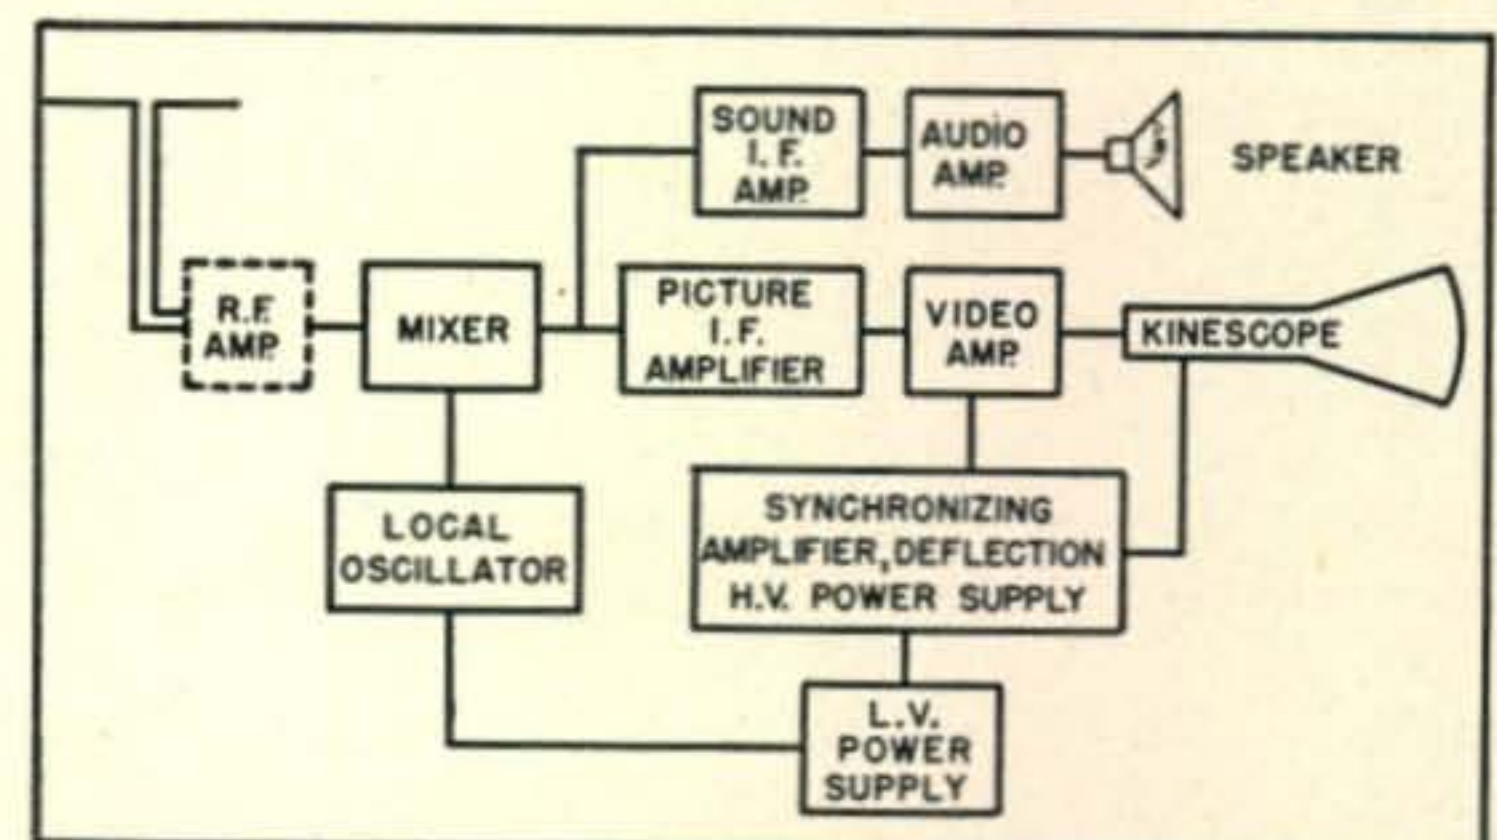 SOUND
I. F.
AMP.
AUDIO
AMP.
SPEAKER
R.F.
AMP.
MIXER
PICTURE
I. F.
AMPLIFIER
VIDEO
AMP.
KINESCOPE
LOCAL
OSCILLATOR
SYNCHRONIZING
AMPLIFIER, DEFLECTION
H.V. POWER SUPPLY
L.V.
POWER
SUPPLY